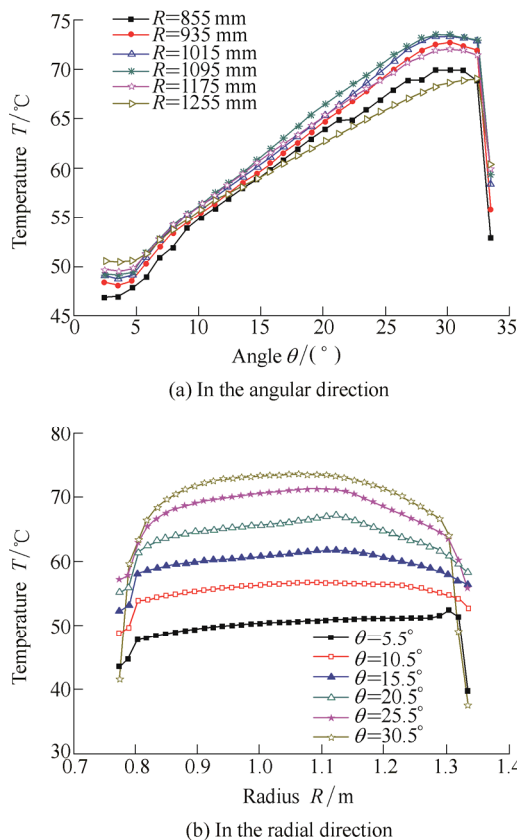 75
70
65
60
55
50
45
Temperature T/℃
R=855 mm
R=935 mm
R=1015 mm
R=1095 mm
R=1175 mm
R=1255 mm
0 5 10 15 20 25 30 35
Angle θ/(°)
(a) In the angular direction
80
70
60
50
40
30
Temperature T/℃
θ=5.5°
θ=10.5°
θ=15.5°
θ=20.5°
θ=25.5°
θ=30.5°
0.7 0.8 0.9 1.0 1.1 1.2 1.3 1.4
Radius R/m
(b) In the radial direction